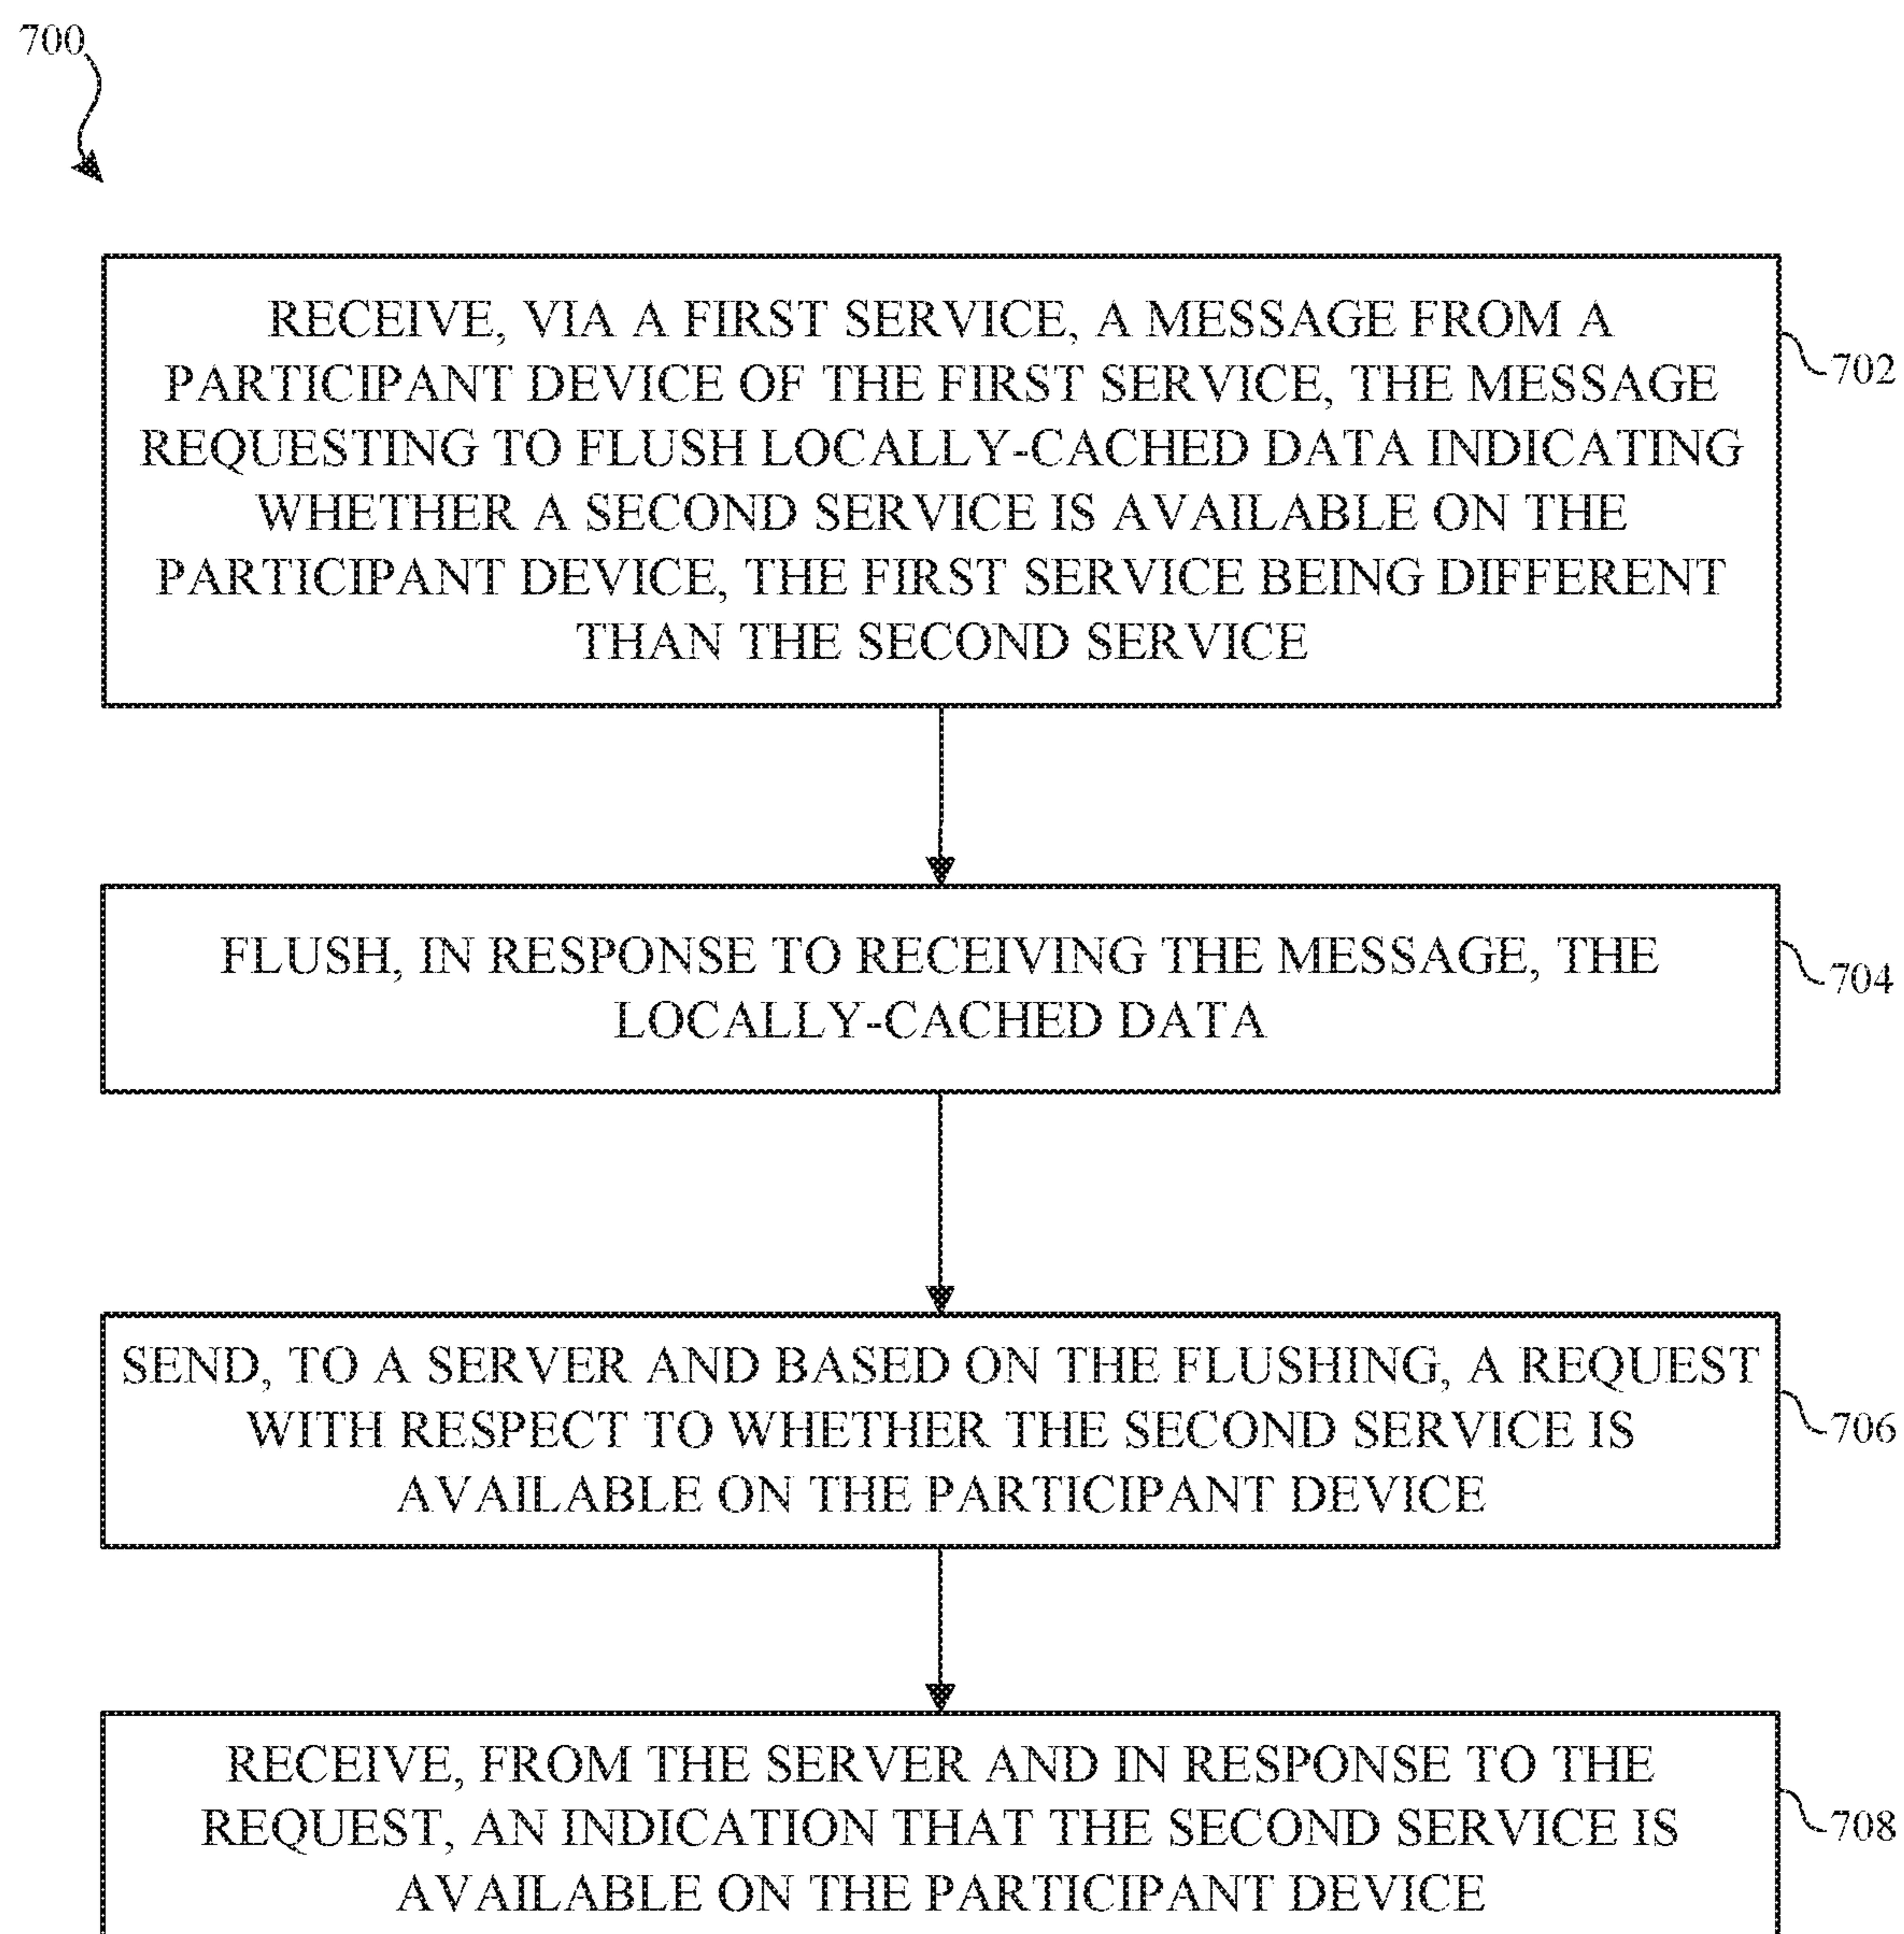 700
RECEIVE, VIA A FIRST SERVICE, A MESSAGE FROM A
PARTICIPANT DEVICE OF THE FIRST SERVICE, THE MESSAGE
REQUESTING TO FLUSH LOCALLY-CACHED DATA INDICATING
WHETHER A SECOND SERVICE IS AVAILABLE ON THE
PARTICIPANT DEVICE, THE FIRST SERVICE BEING DIFFERENT
THAN THE SECOND SERVICE
702
FLUSH, IN RESPONSE TO RECEIVING THE MESSAGE, THE
LOCALLY-CACHED DATA
704
SEND, TO A SERVER AND BASED ON THE FLUSHING, A REQUEST
WITH RESPECT TO WHETHER THE SECOND SERVICE IS
AVAILABLE ON THE PARTICIPANT DEVICE
706
RECEIVE, FROM THE SERVER AND IN RESPONSE TO THE
REQUEST, AN INDICATION THAT THE SECOND SERVICE IS
AVAILABLE ON THE PARTICIPANT DEVICE
708